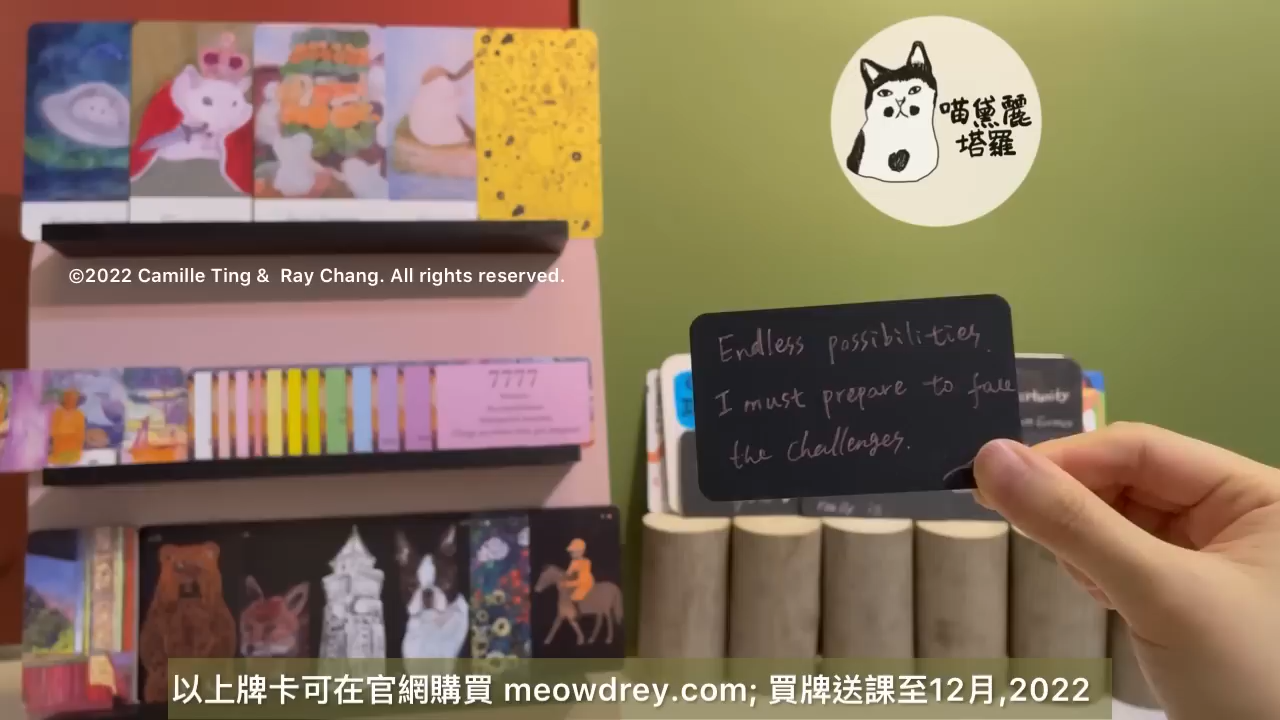 喵黛麗
塔羅
©2022 Camille Ting & Ray Chang. All rights reserved.
Endless possibilities.
I must prepare to face
the challenges.
7777
really is
以上牌卡可在官網購買 meowdrey.com; 買牌送課至12月,2022